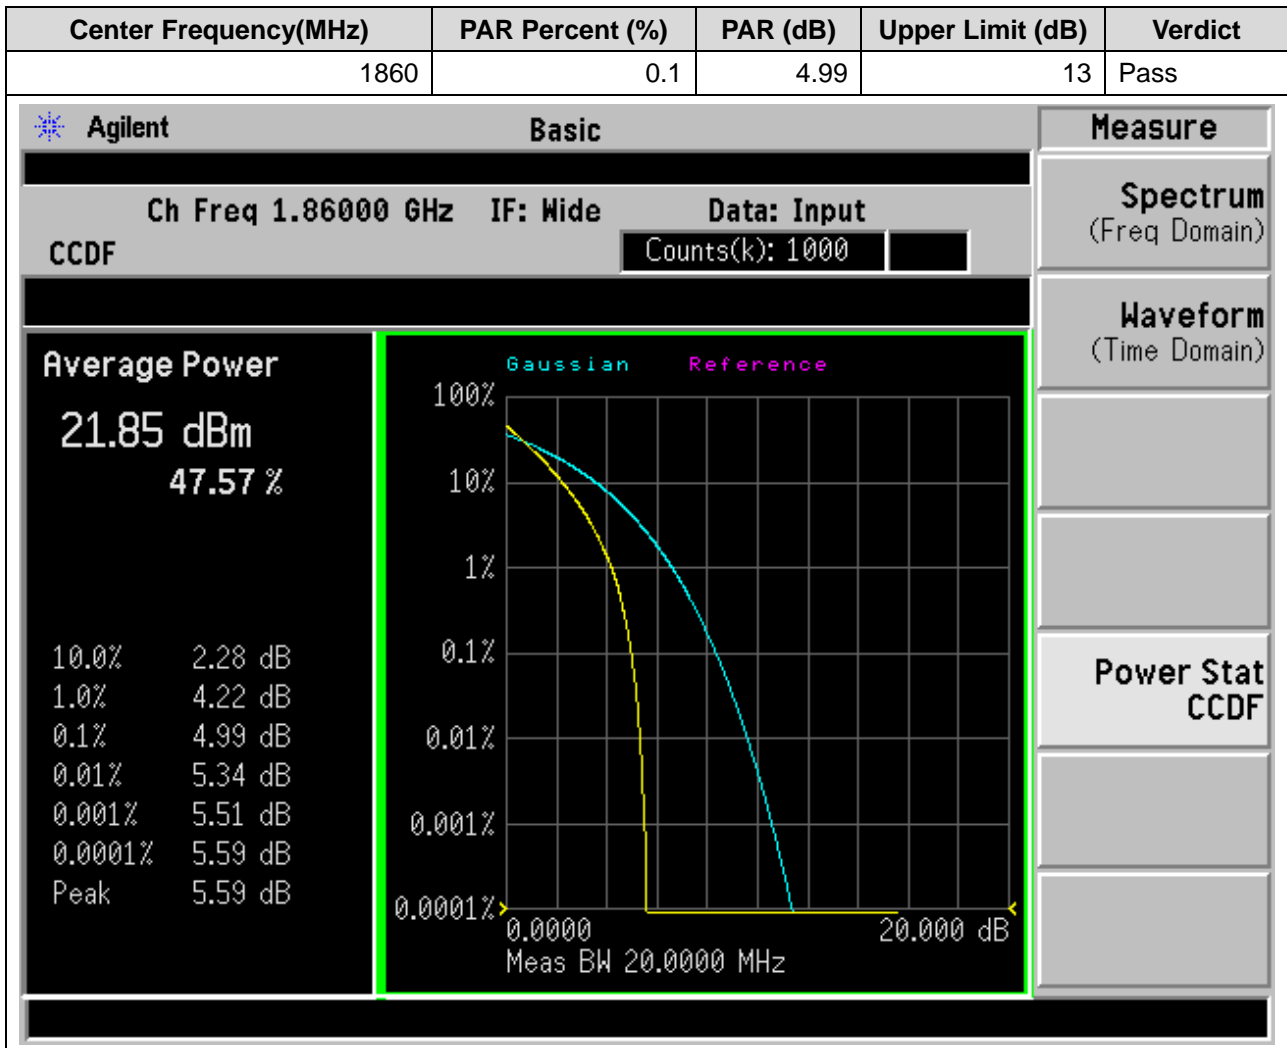 Center Frequency(MHz) PAR Percent (%) PAR (dB) Upper Limit (dB) Verdict
1860 0.1 4.99 13 Pass
Agilent Basic Measure
Ch Freq 1.86000 GHz IF: Wide Data: Input
CCDF Counts(k): 1000
Average Power
21.85 dBm
47.57 %
10.0% 2.28 dB
1.0% 4.22 dB
0.1% 4.99 dB
0.01% 5.34 dB
0.001% 5.51 dB
0.0001% 5.59 dB
Peak 5.59 dB
Gaussian Reference
100%
10%
1%
0.1%
0.01%
0.001%
0.0001%
0.0000 20.000 dB
Meas BW 20.0000 MHz
Spectrum
(Freq Domain)
Waveform
(Time Domain)
Power Stat
CCDF